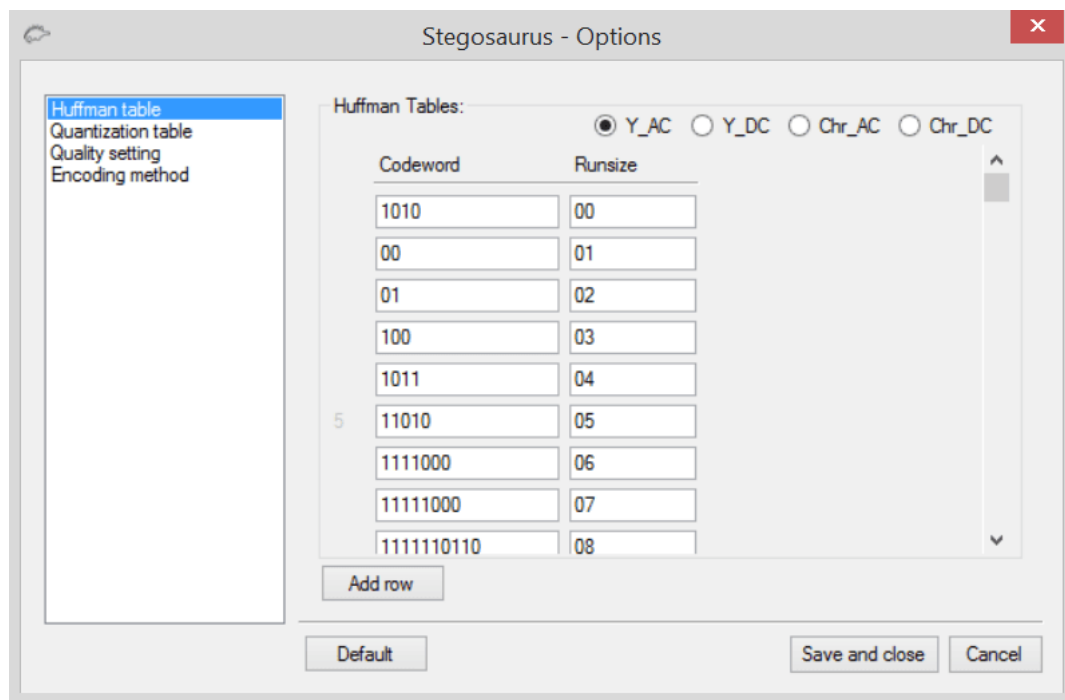 Stegosaurus - Options
Huffman table
Quantization table
Quality setting
Encoding method
Huffman Tables:
Y_AC Y_DC Chr_AC Chr_DC
Codeword Runsize
1010 00
00 01
01 02
100 03
1011 04
5 11010 05
1111000 06
11111000 07
1111110110 08
Add row
Default Save and close Cancel